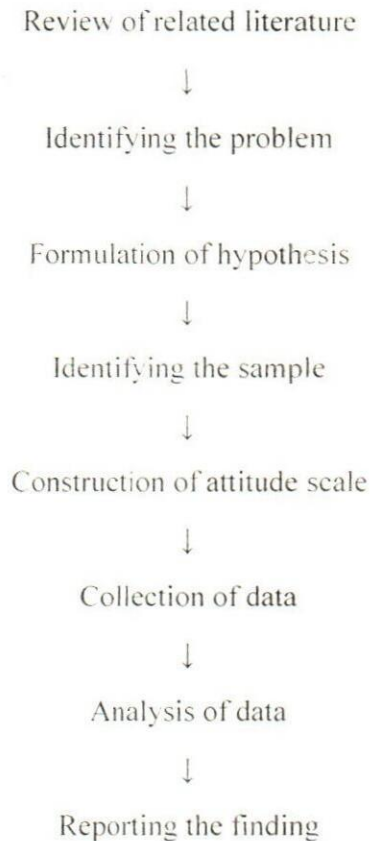 Review of related literature
↓
Identifying the problem
↓
Formulation of hypothesis
↓
Identifying the sample
↓
Construction of attitude scale
↓
Collection of data
↓
Analysis of data
↓
Reporting the finding